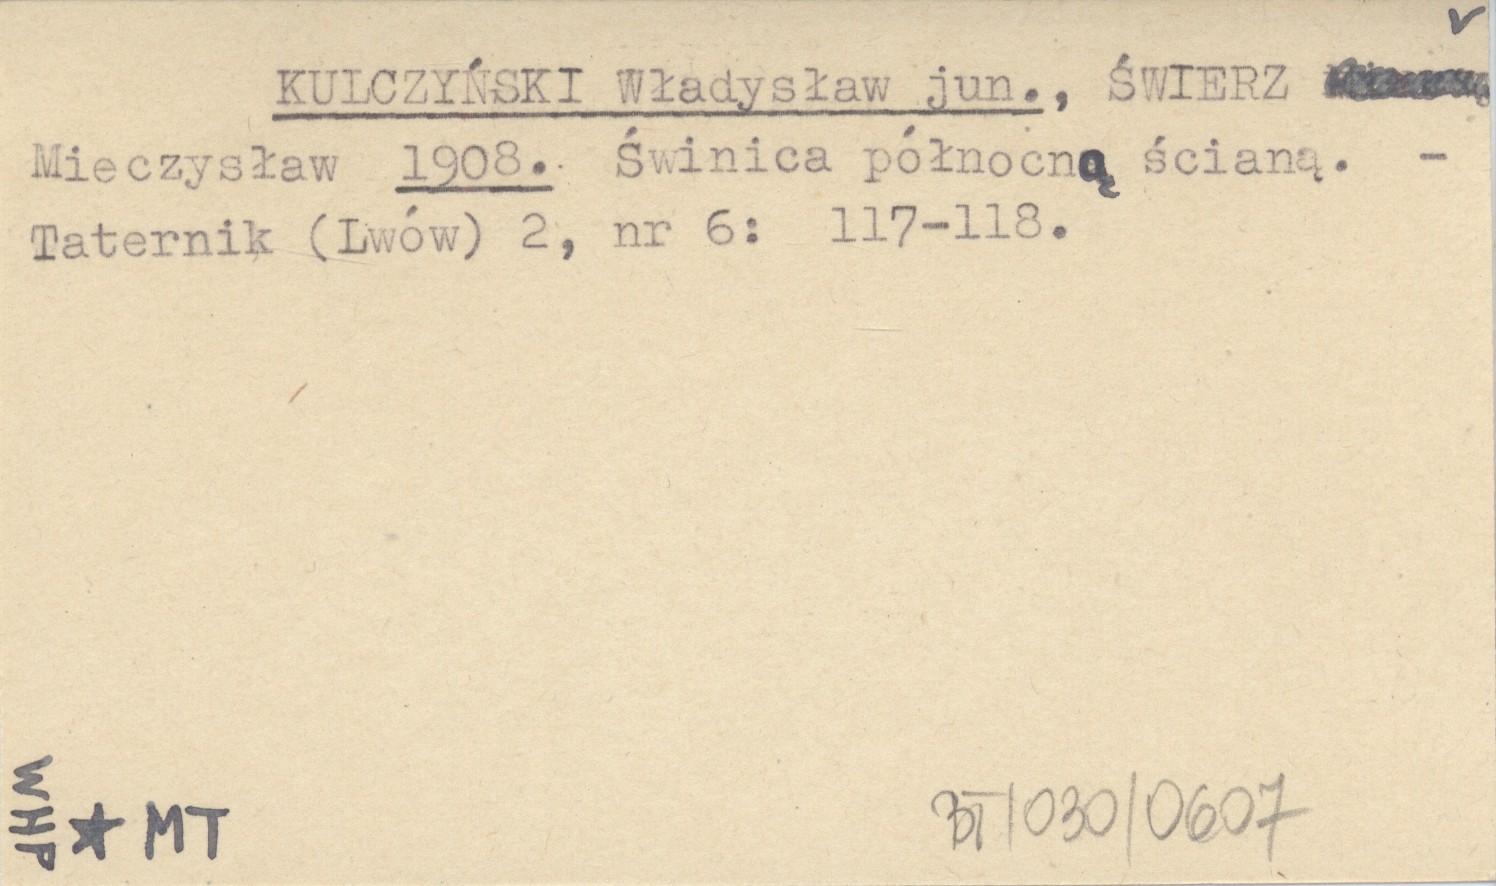 KULCZYŃSKI Władysław jun., ŚWIERZ
Mieczysław 1908. Świnica północną ścianą. -
Taternik (Lwów) 2, nr 6: 117-118.
WHP
★ MT
BT/030/0607